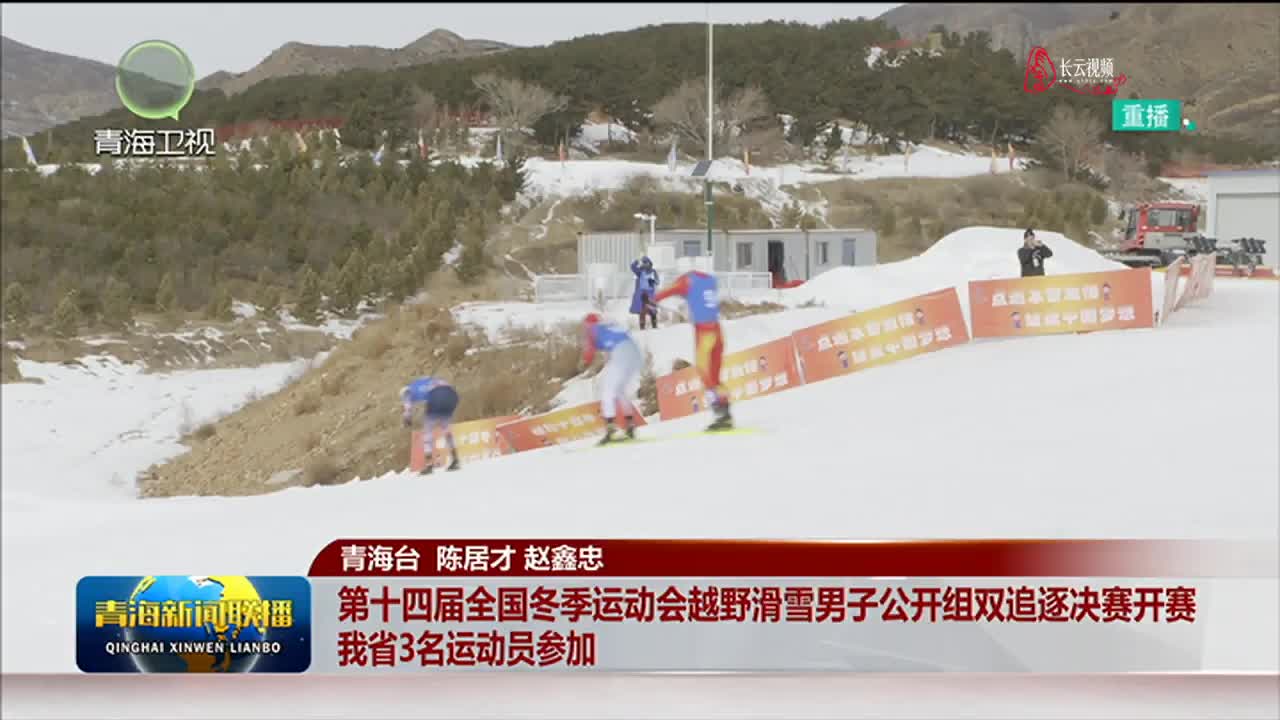 青海卫视
长云视频
重播
青海台 陈居才 赵鑫忠
青海新闻联播
QINGHAI XINWEN LIANBO
第十四届全国冬季运动会越野滑雪男子公开组双追逐决赛开赛
我省3名运动员参加